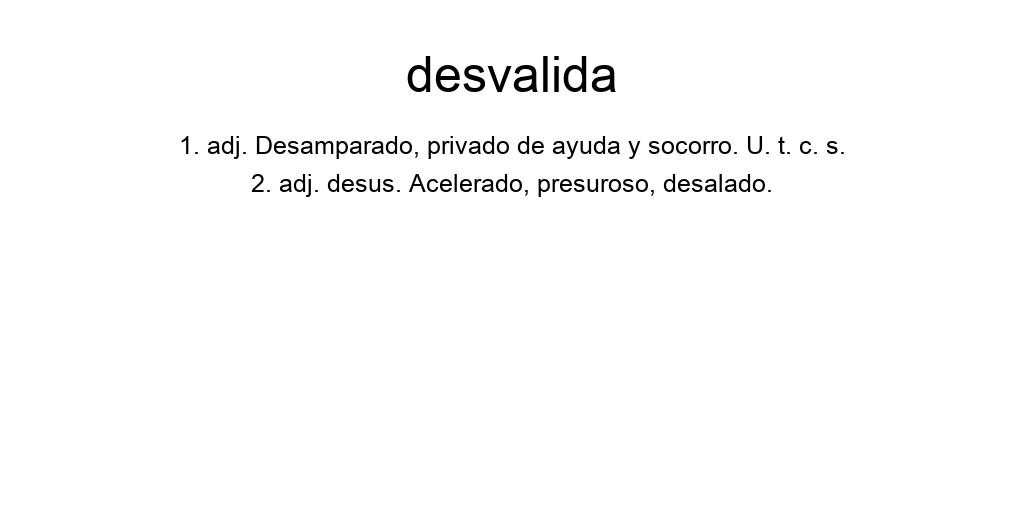 desvalida
1. adj. Desamparado, privado de ayuda y socorro. U. t. c. s.
2. adj. desus. Acelerado, presuroso, desalado.